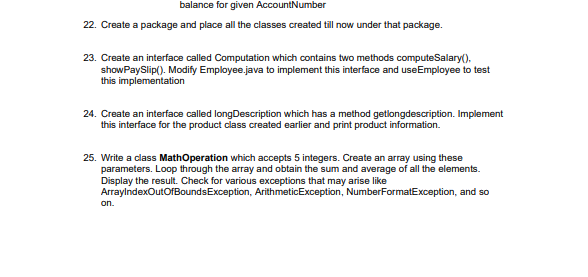 balance for given AccountNumber
22. Create a package and place all the classes created till now under that package.
23. Create an interface called Computation which contains two methods computeSalary(),
showPaySlip(). Modify Employee.java to implement this interface and useEmployee to test
this implementation
24. Create an interface called longDescription which has a method getlongdescription. Implement
this interface for the product class created earlier and print product information.
25. Write a class MathOperation which accepts 5 integers. Create an array using these
parameters. Loop through the array and obtain the sum and average of all the elements.
Display the result. Check for various exceptions that may arise like
ArrayIndexOutOfBoundsException, ArithmeticException, NumberFormatException, and so
on.